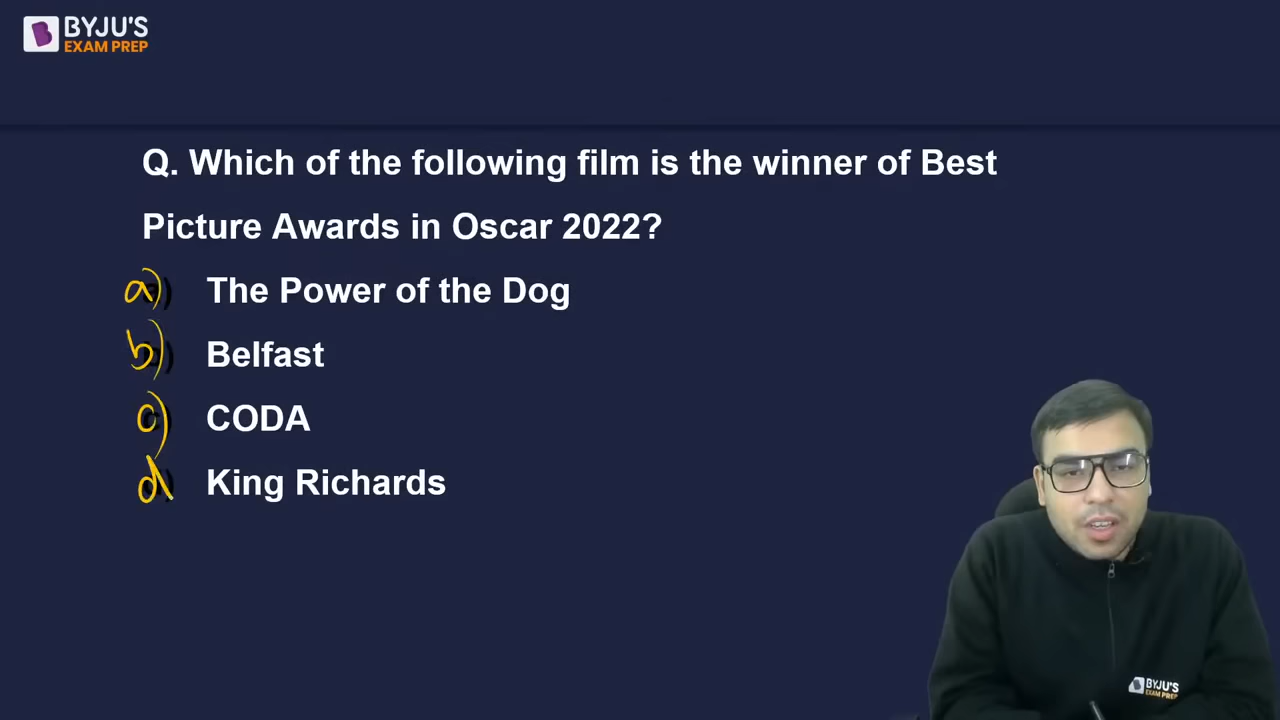 BYJU'S
EXAM PREP
Q. Which of the following film is the winner of Best
Picture Awards in Oscar 2022?
a) The Power of the Dog
b) Belfast
c) CODA
d) King Richards
BYJU'S
EXAM PREP